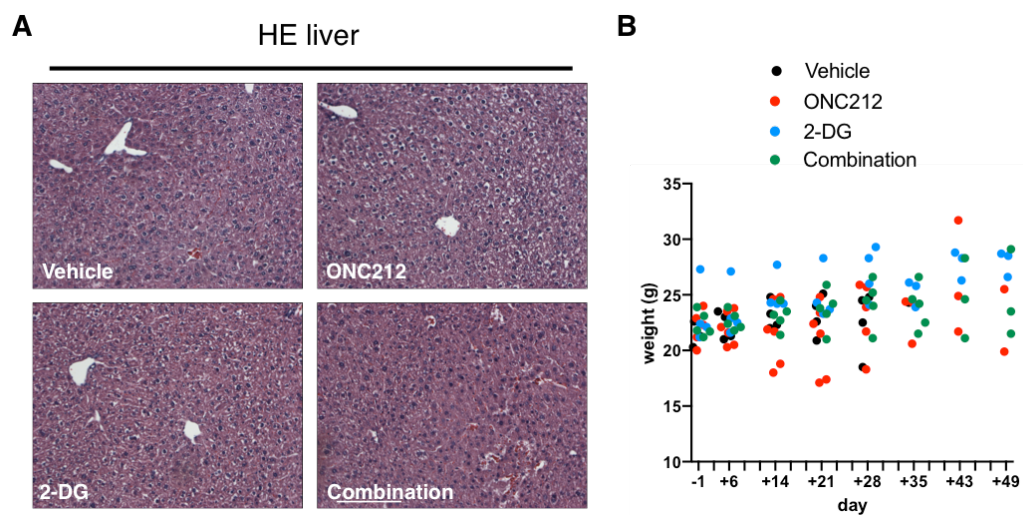 A
HE liver
Vehicle
ONC212
2-DG
Combination
B
Vehicle
ONC212
2-DG
Combination
35
30
25
20
15
10
weight (g)
-1 +6 +14 +21 +28 +35 +43 +49
day